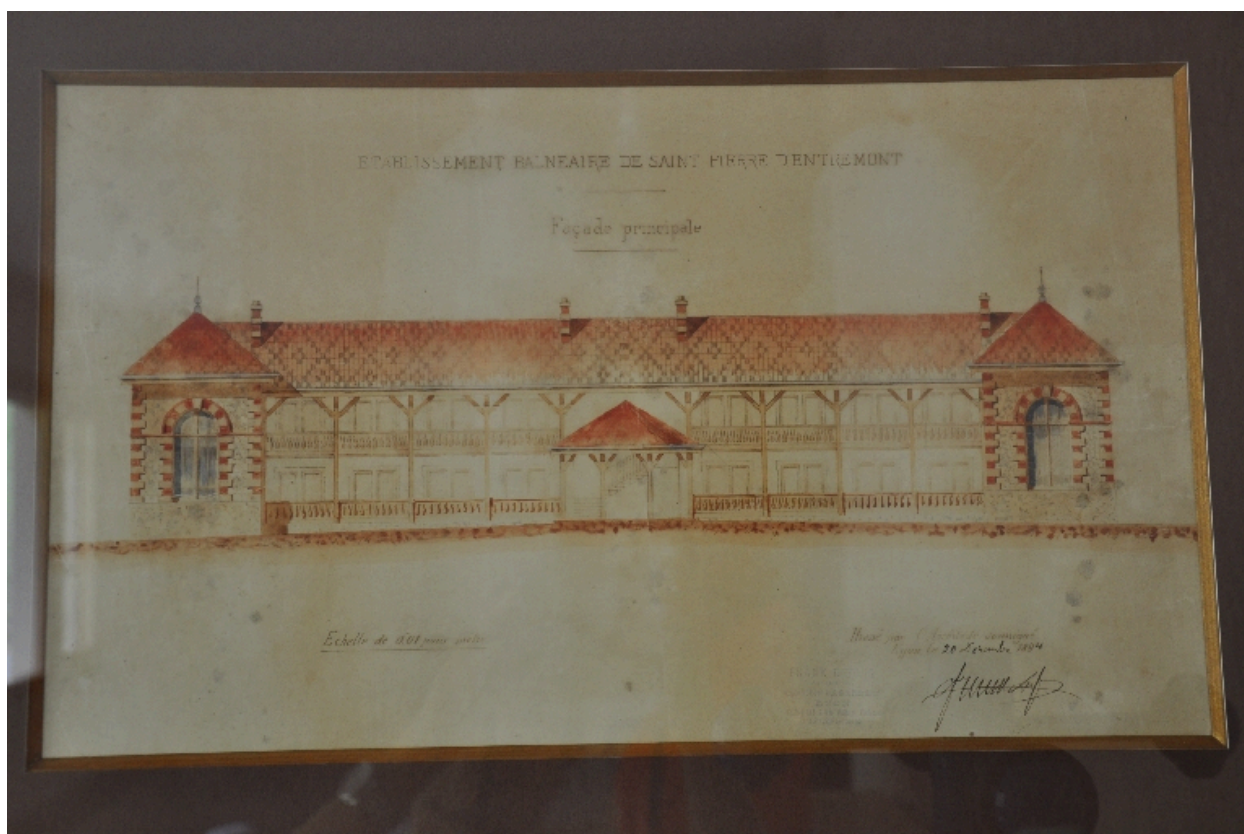 ETABLISSEMENT BALNEAIRE DE SAINT PIERRE D'ENTREMONT
Façade principale
Echelle de 0.01 pour mètre
Dressé par l'Architecte soussigné
Lyon le 20 Décembre 1894